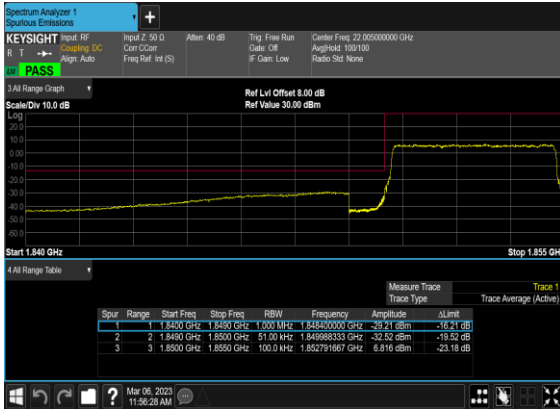 Spectrum Analyzer 1
Spurious Emissions
+
KEYSIGHT Input: RF Input Z: 50 Ω Atten: 40 dB Trig: Free Run Center Freq: 22.005000000 GHz
R T Coupling: DC Corr CCorr Gate: Off Avg|Hold: 100/100
Align: Auto Freq Ref: Int (S) IF Gain: Low Radio Std: None
PASS
3 All Range Graph
Ref Lvl Offset 8.00 dB
Scale/Div 10.0 dB Ref Value 30.00 dBm
Log
20.0
10.0
0.00
-10.0
-20.0
-30.0
-40.0
-50.0
-60.0
Start 1.840 GHz Stop 1.855 GH
4 All Range Table
Measure Trace Trace 1
Trace Type Trace Average (Active)
Spur Range Start Freq Stop Freq RBW Frequency Amplitude ΔLimit
1 1 1.8400 GHz 1.8490 GHz 1.000 MHz 1.848400000 GHz -29.21 dBm -16.21 dB
2 2 1.8490 GHz 1.8500 GHz 51.00 kHz 1.849988333 GHz -32.52 dBm -19.52 dB
3 3 1.8500 GHz 1.8550 GHz 100.0 kHz 1.852791667 GHz 6.816 dBm -23.18 dB
? Mar 06, 2023
11:56:28 AM